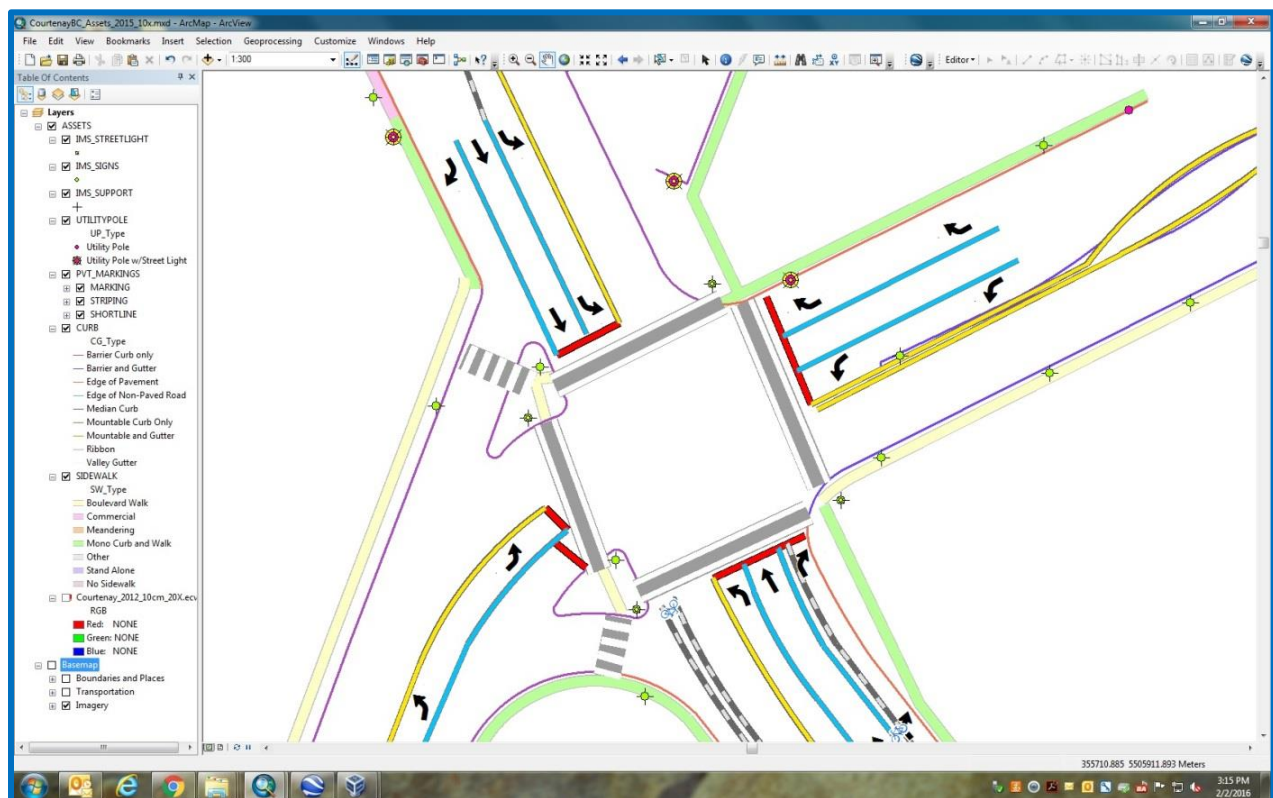 CourtenayBC_Assets_2015_10x.mxd - ArcMap - ArcView
File Edit View Bookmarks Insert Selection Geoprocessing Customize Windows Help
1:300
Editor
Table Of Contents
Layers
ASSETS
IMS_STREETLIGHT
IMS_SIGNS
IMS_SUPPORT
UTILITYPOLE
UP_Type
Utility Pole
Utility Pole w/Street Light
PVT_MARKINGS
MARKING
STRIPING
SHORTLINE
CURB
CG_Type
Barrier Curb only
Barrier and Gutter
Edge of Pavement
Edge of Non-Paved Road
Median Curb
Mountable Curb Only
Mountable and Gutter
Ribbon
Valley Gutter
SIDEWALK
SW_Type
Boulevard Walk
Commercial
Meandering
Mono Curb and Walk
Other
Stand Alone
No Sidewalk
Courtenay_2012_10cm_20X.ecw
RGB
Red: NONE
Green: NONE
Blue: NONE
Basemap
Boundaries and Places
Transportation
Imagery
355710.885 5505911.893 Meters
3:15 PM
2/2/2016